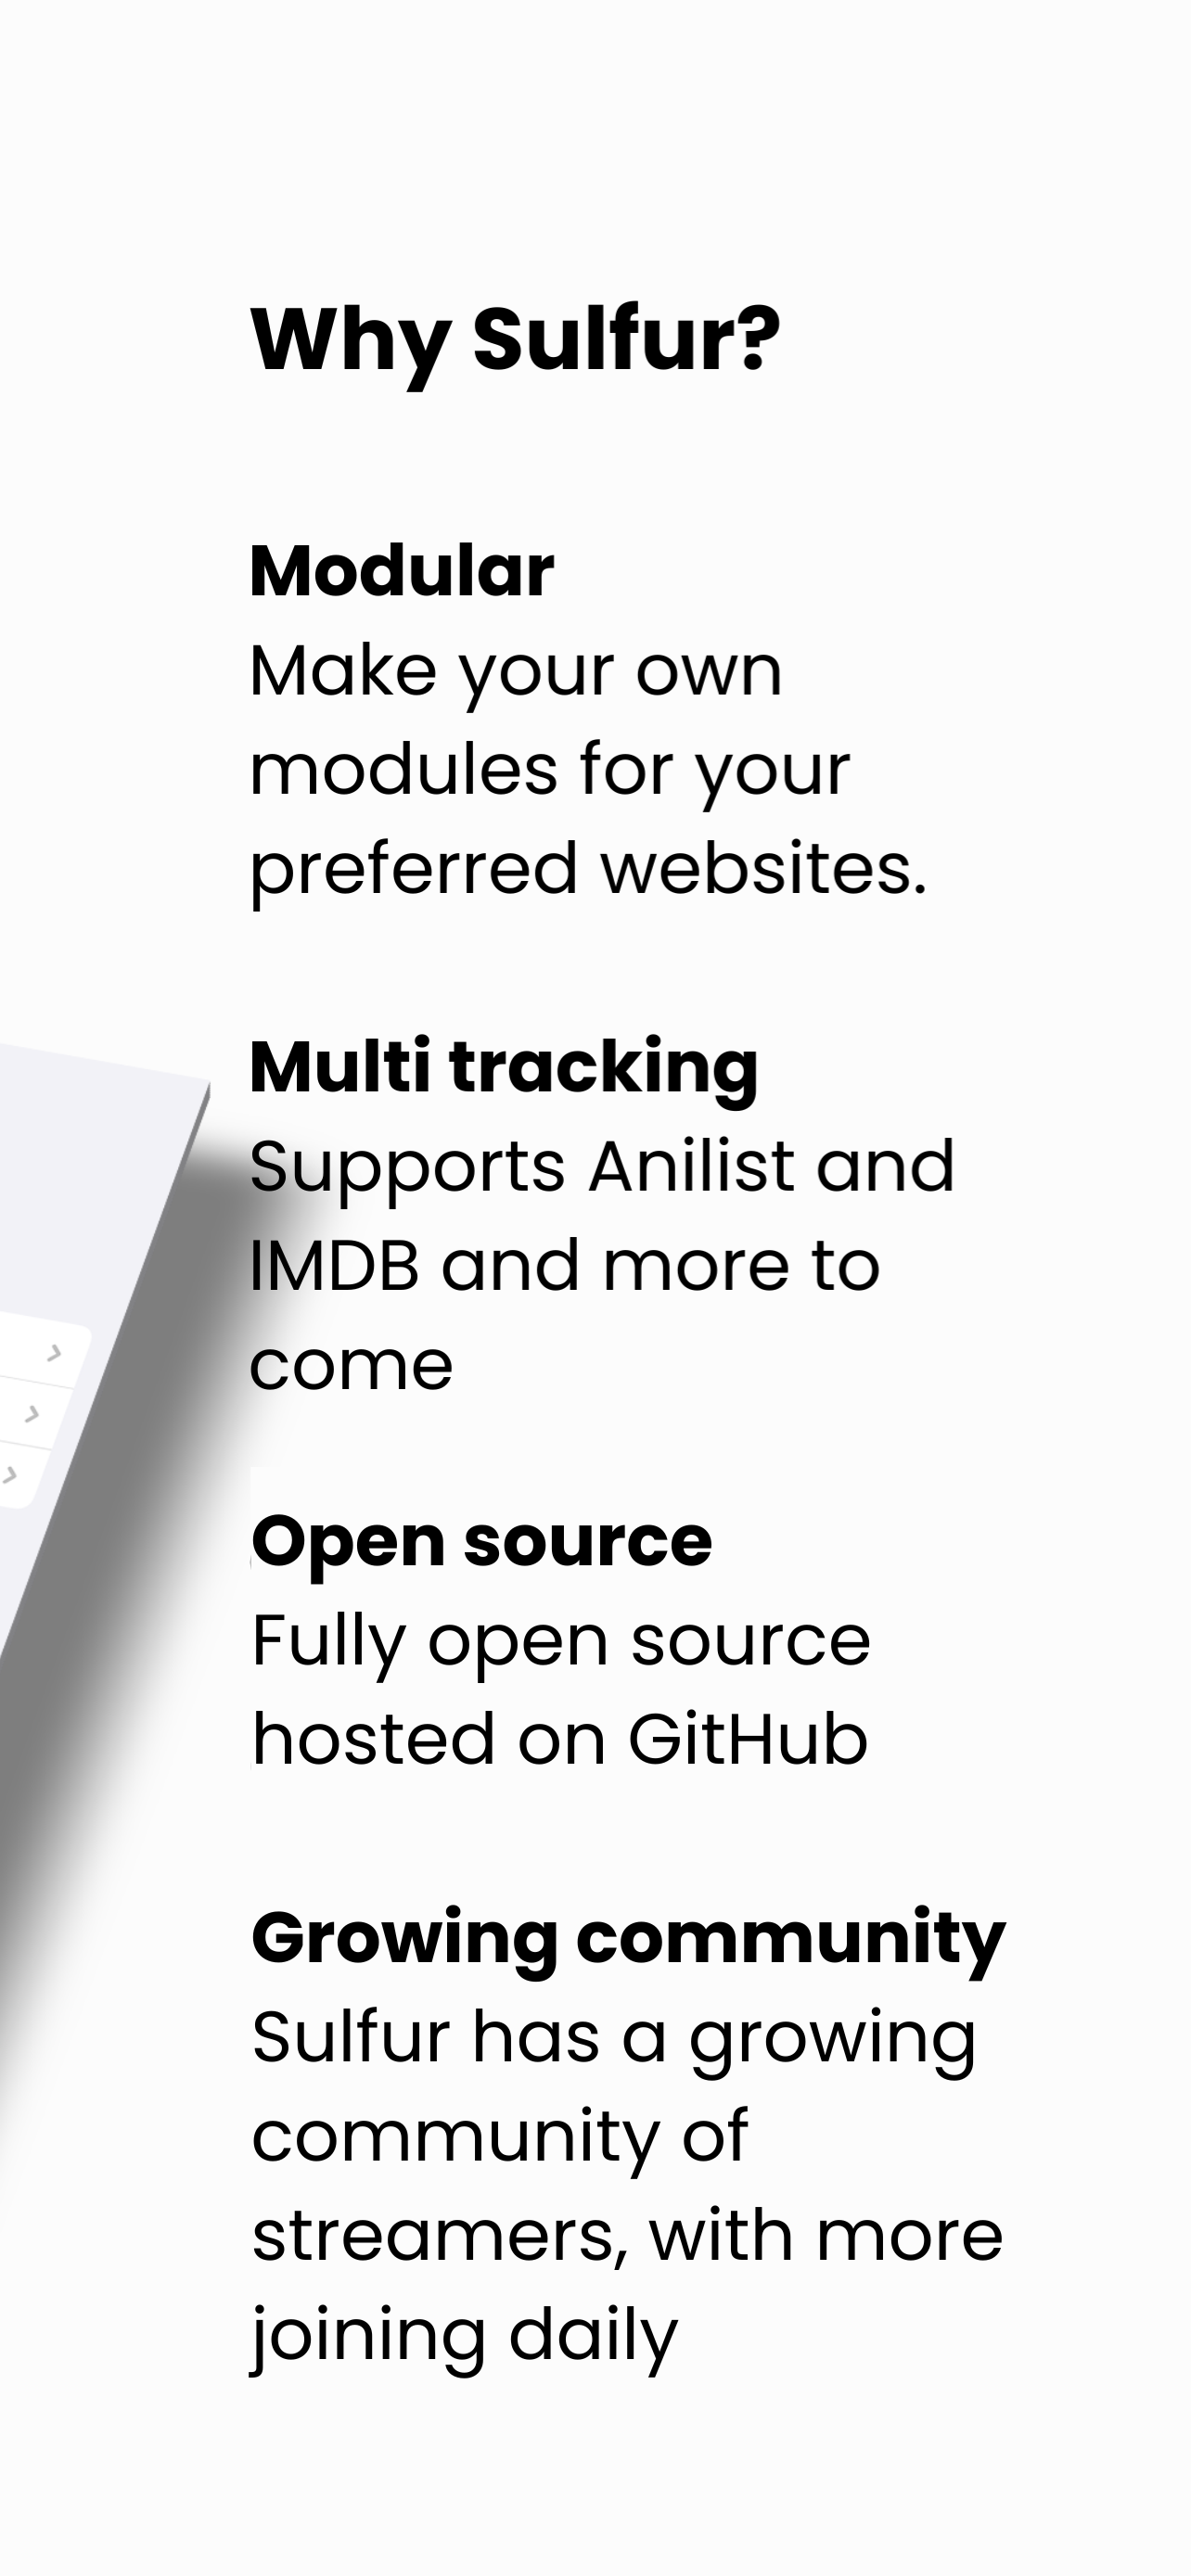 Why Sulfur?
Modular
Make your own
modules for your
preferred websites.
Multi tracking
Supports Anilist and
IMDB and more to
come
Open source
Fully open source
hosted on GitHub
Growing community
Sulfur has a growing
community of
streamers, with more
joining daily